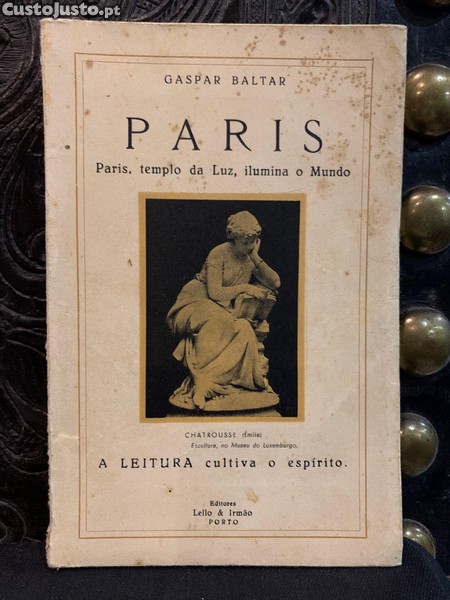 CustoJusto.pt
GASPAR BALTAR
PARIS
Paris, templo da Luz, ilumina o Mundo
CHATROUSSE (Émile)
Escultura, no Museu do Luxemburgo.
A LEITURA cultiva o espírito.
Editores
Lello & Irmão
PORTO